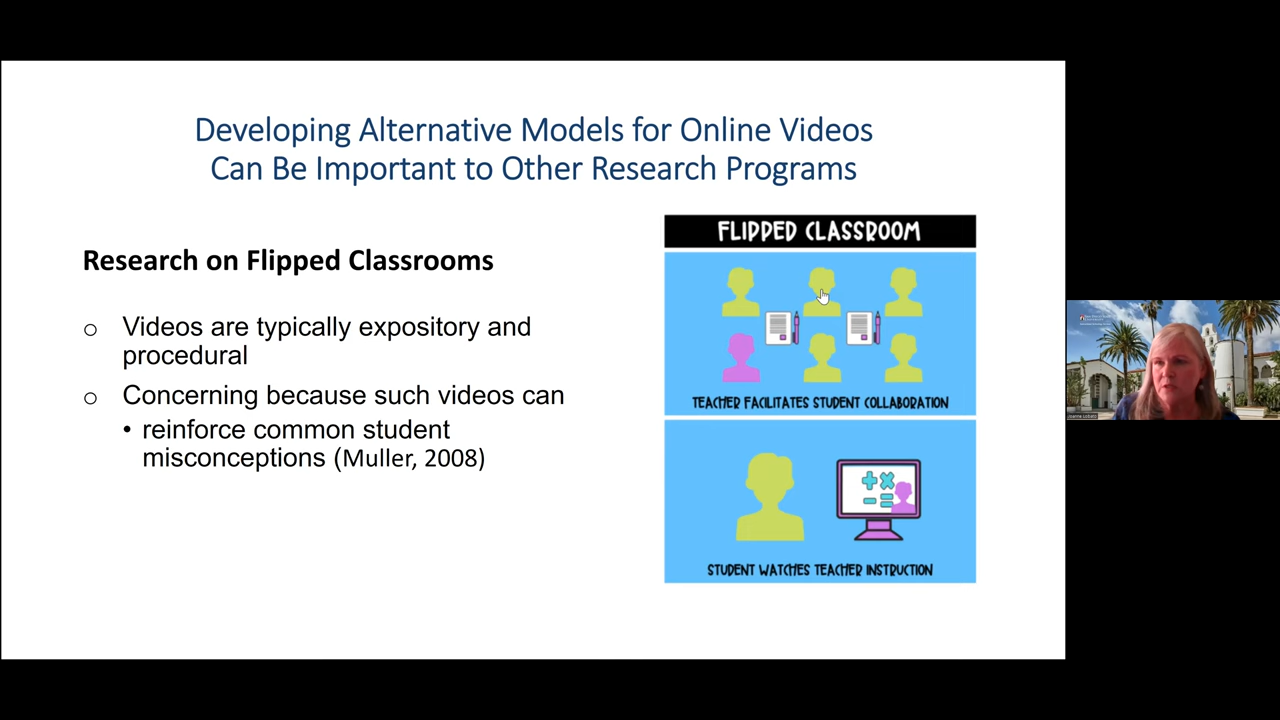 Developing Alternative Models for Online Videos
Can Be Important to Other Research Programs
Research on Flipped Classrooms
o Videos are typically expository and
procedural
o Concerning because such videos can
• reinforce common student
misconceptions (Muller, 2008)
FLIPPED CLASSROOM
TEACHER FACILITATES STUDENT COLLABORATION
STUDENT WATCHES TEACHER INSTRUCTION
Joanne Lobato